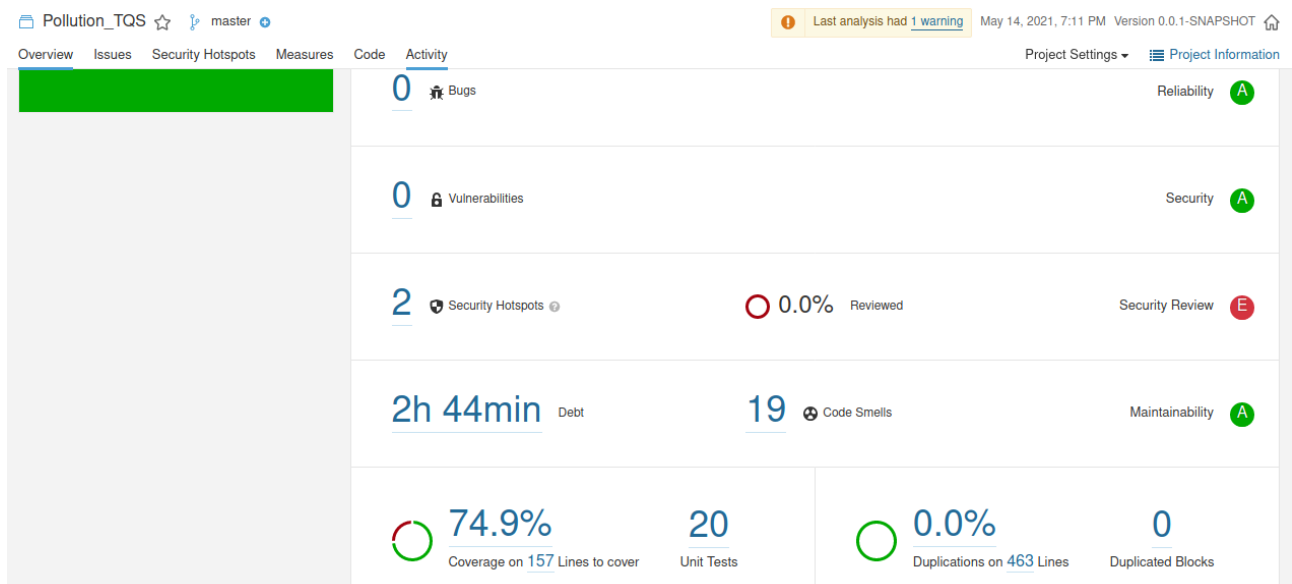 Pollution_TQS master Last analysis had 1 warning May 14, 2021, 7:11 PM Version 0.0.1-SNAPSHOT
Overview Issues Security Hotspots Measures Code Activity Project Settings Project Information
0 Bugs Reliability A
0 Vulnerabilities Security A
2 Security Hotspots ? 0.0% Reviewed Security Review E
2h 44min Debt 19 Code Smells Maintainability A
74.9% 20 0.0% 0
Coverage on 157 Lines to cover Unit Tests Duplications on 463 Lines Duplicated Blocks